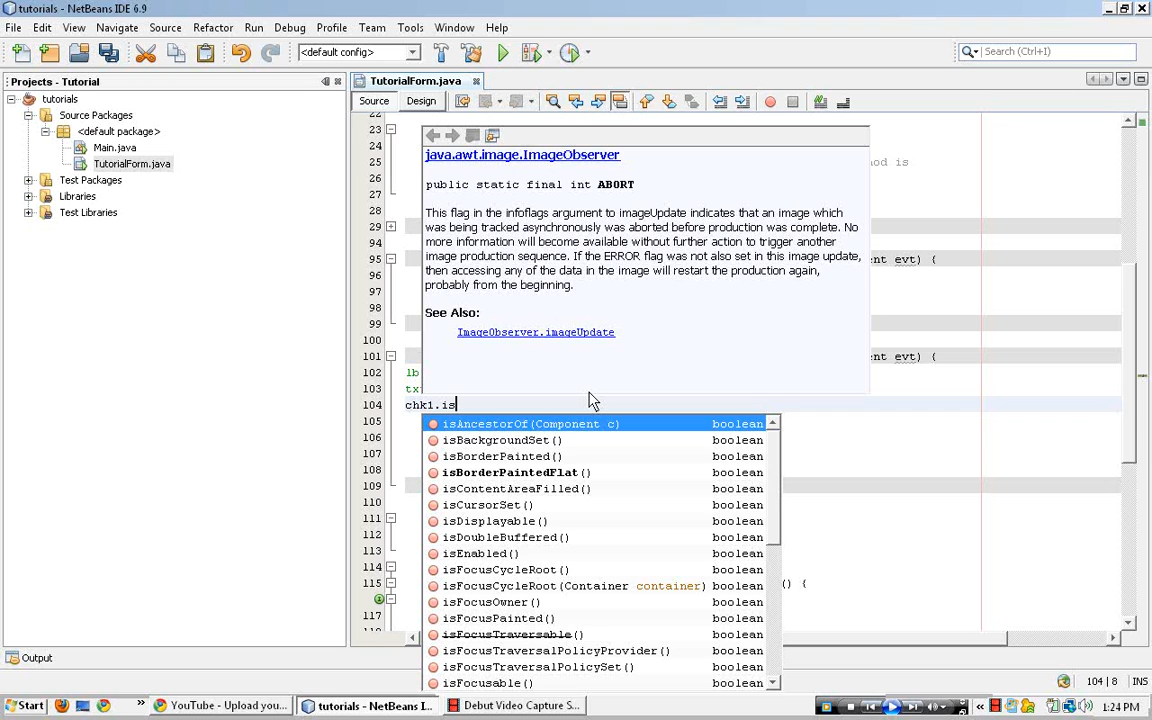 tutorials - NetBeans IDE 6.9
File Edit View Navigate Source Refactor Run Debug Profile Team Tools Window Help
<default config>
Search (Ctrl+I)
Projects - Tutorial
TutorialForm.java
Source Design
tutorials
Source Packages
<default package>
Main.java
TutorialForm.java
Test Packages
Libraries
Test Libraries
22
23
24
25 nod is
26
27
28
29
94
95 ent evt) {
96
97
98
99
100
101 ent evt) {
102 lb
103 tx
104 chk1.is
105
106
107
108
109
110
111
112
113
114
115 () {
117
java.awt.image.ImageObserver
public static final int ABORT
This flag in the infoflags argument to imageUpdate indicates that an image which
was being tracked asynchronously was aborted before production was complete. No
more information will become available without further action to trigger another
image production sequence. If the ERROR flag was not also set in this image update,
then accessing any of the data in the image will restart the production again,
probably from the beginning.
See Also:
ImageObserver.imageUpdate
isAncestorOf(Component c) boolean
isBackgroundSet() boolean
isBorderPainted() boolean
isBorderPaintedFlat() boolean
isContentAreaFilled() boolean
isCursorSet() boolean
isDisplayable() boolean
isDoubleBuffered() boolean
isEnabled() boolean
isFocusCycleRoot() boolean
isFocusCycleRoot(Container container) boolean
isFocusOwner() boolean
isFocusPainted() boolean
isFocusTraversable() boolean
isFocusTraversalPolicyProvider() boolean
isFocusTraversalPolicySet() boolean
isFocusable() boolean
Output
104 | 8 INS
Start
YouTube - Upload you...
tutorials - NetBeans I...
Debut Video Capture S...
1:24 PM